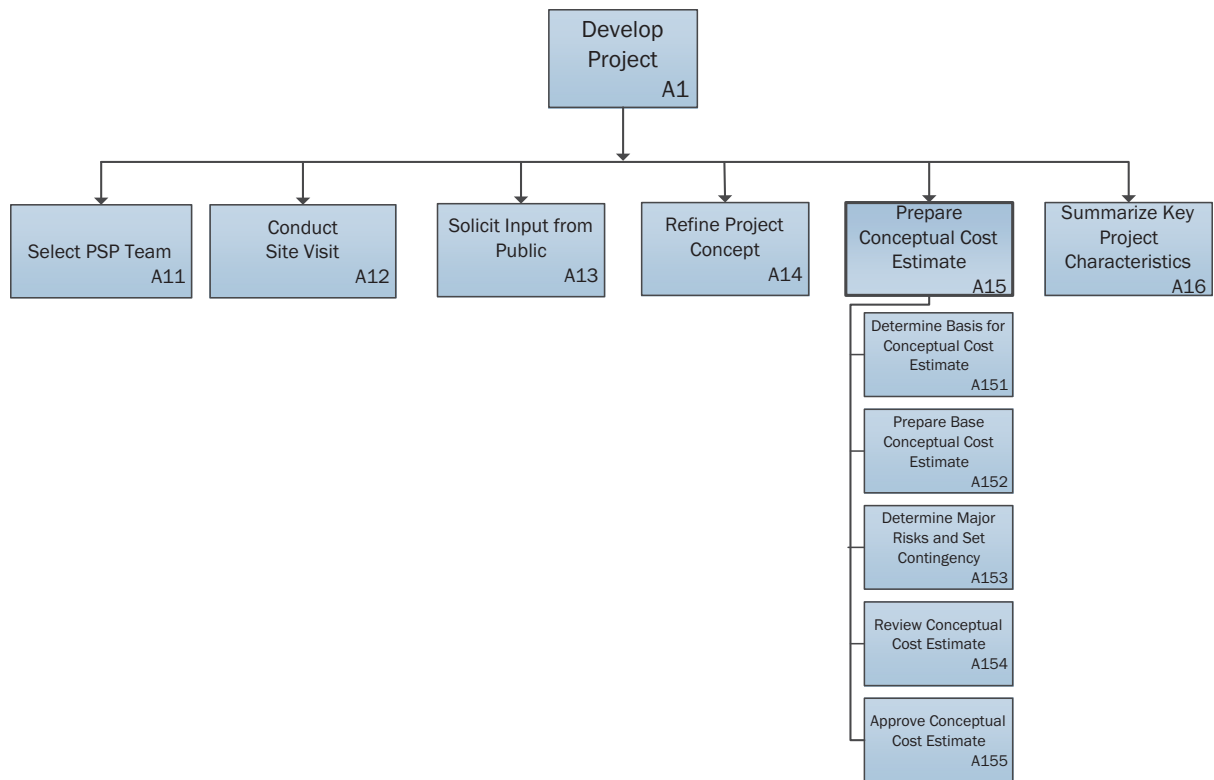 Develop
Project
A1
Select PSP Team
A11
Conduct
Site Visit
A12
Solicit Input from
Public
A13
Refine Project
Concept
A14
Prepare
Conceptual Cost
Estimate
A15
Summarize Key
Project
Characteristics
A16
Determine Basis for
Conceptual Cost
Estimate
A151
Prepare Base
Conceptual Cost
Estimate
A152
Determine Major
Risks and Set
Contingency
A153
Review Conceptual
Cost Estimate
A154
Approve Conceptual
Cost Estimate
A155